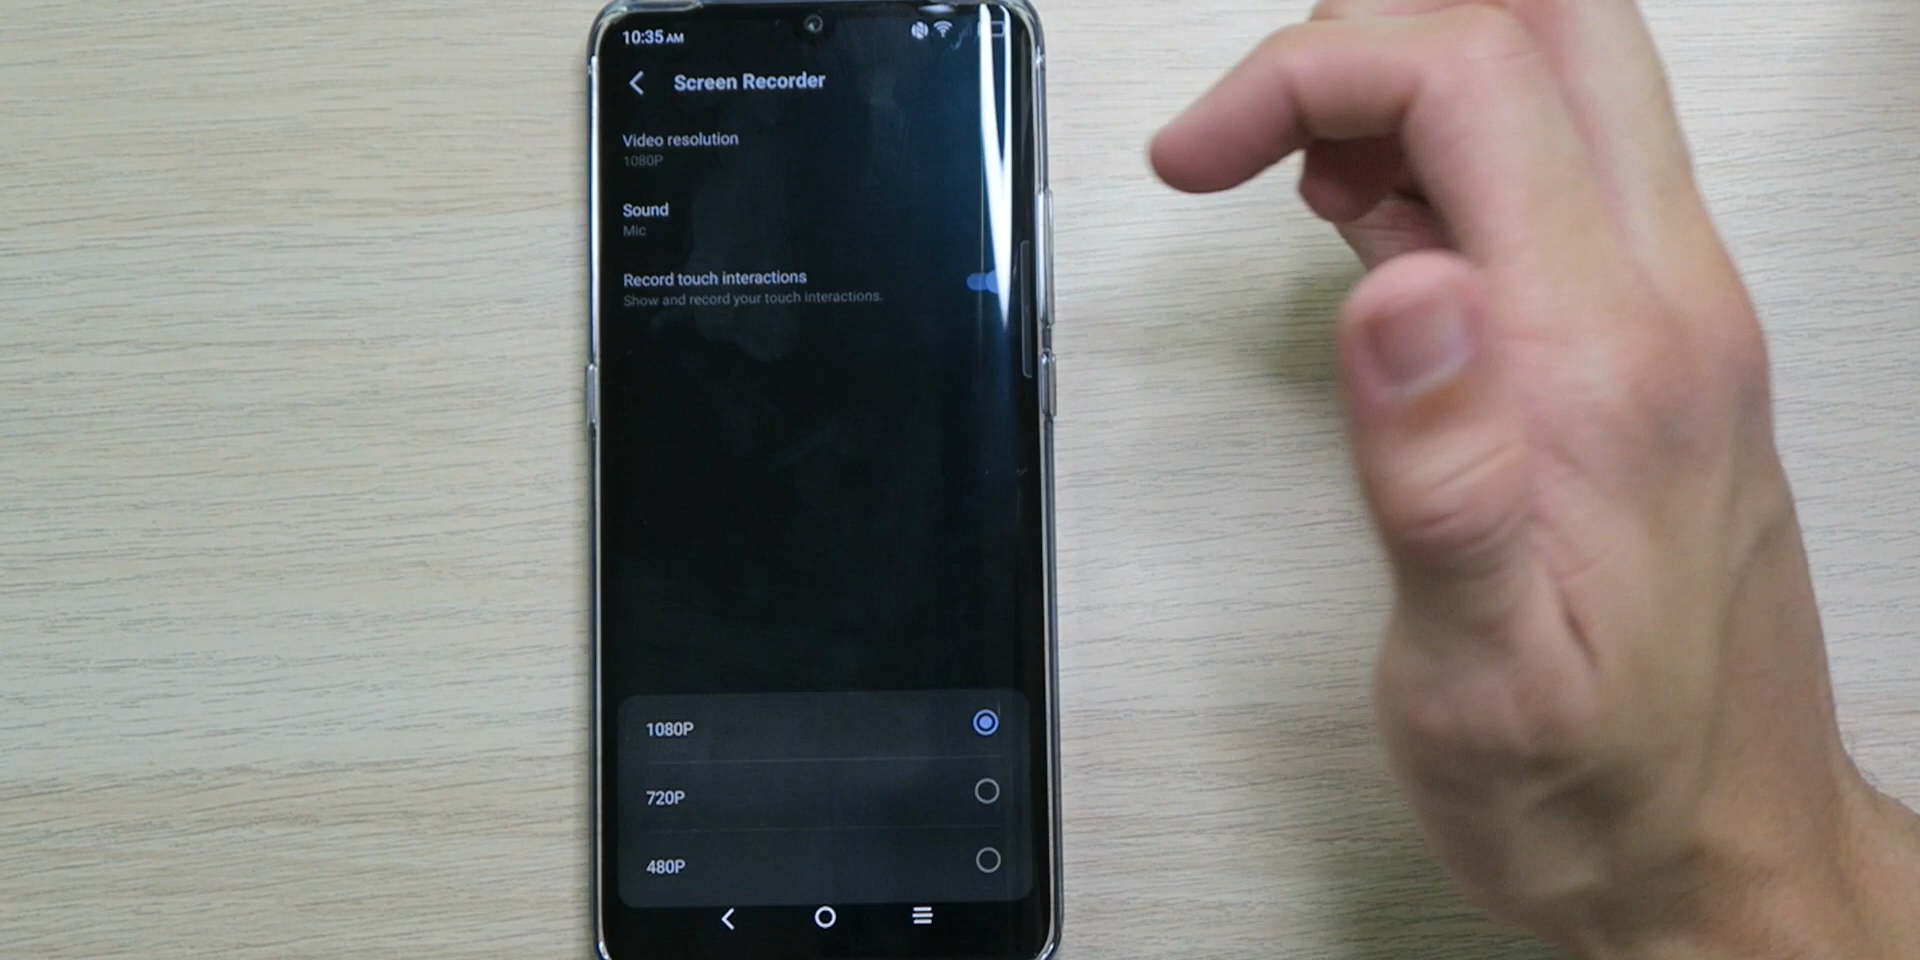 10:35 AM
Screen Recorder
Video resolution
1080P
Sound
Mic
Record touch interactions
Show and record your touch interactions.
1080P
720P
480P